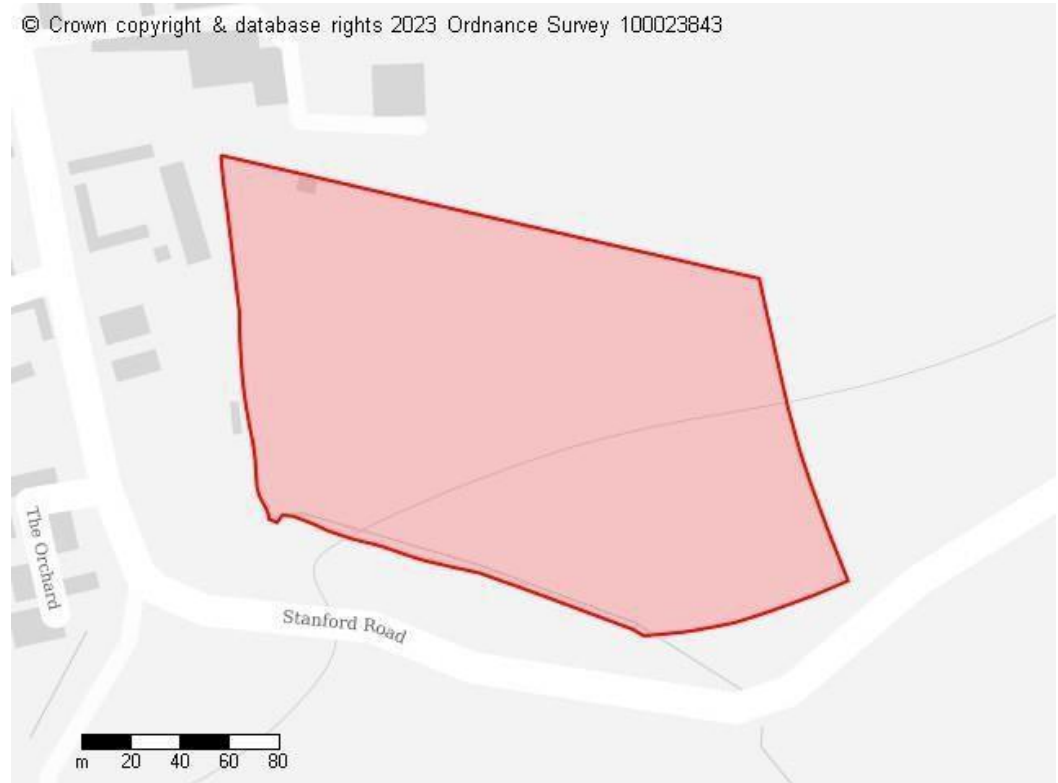 © Crown copyright & database rights 2023 Ordnance Survey 100023843
The Orchard
Stanford Road
m 20 40 60 80